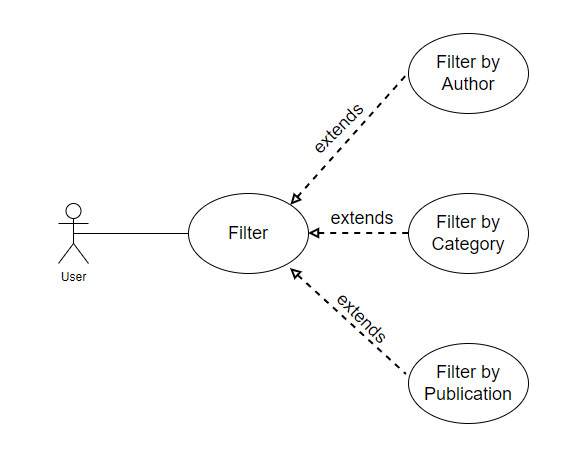 Filter by
Author
extends
User
Filter
extends
Filter by
Category
extends
Filter by
Publication